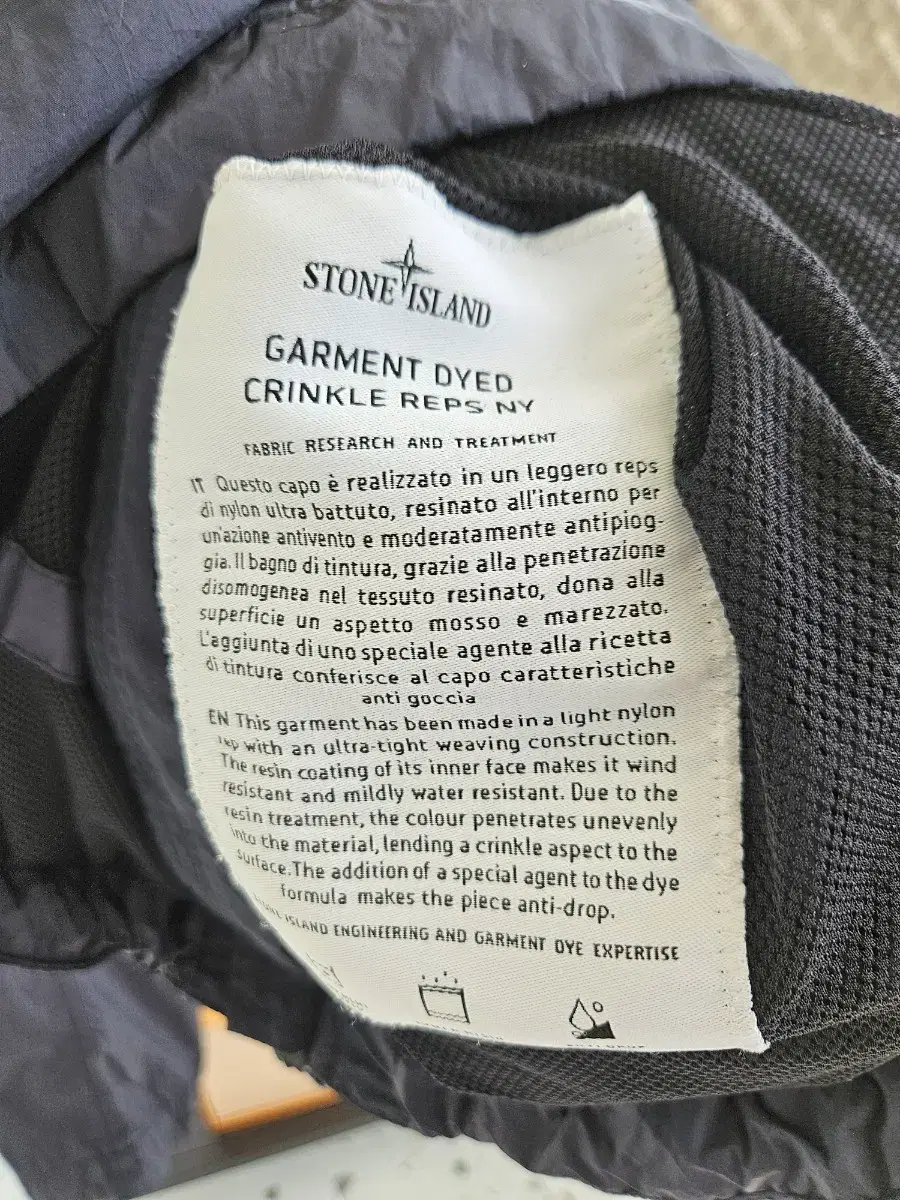 STONE ISLAND
GARMENT DYED
CRINKLE REPS NY
FABRIC RESEARCH AND TREATMENT
IT Questo capo è realizzato in un leggero reps
di nylon ultra battuto, resinato all'interno per
un'azione antivento e moderatamente antipiog-
gia. Il bagno di tintura, grazie alla penetrazione
disomogenea nel tessuto resinato, dona alla
superficie un aspetto mosso e marezzato.
L'aggiunta di uno speciale agente alla ricetta
di tintura conferisce al capo caratteristiche
anti goccia
EN This garment has been made in a light nylon
with an ultra-tight weaving construction.
The resin coating of its inner face makes it wind
resistant and mildly water resistant. Due to the
resin treatment, the colour penetrates unevenly
into the material, lending a crinkle aspect to the
surface. The addition of a special agent to the dye
formula makes the piece anti-drop.
ISLAND ENGINEERING AND GARMENT DYE EXPERTISE